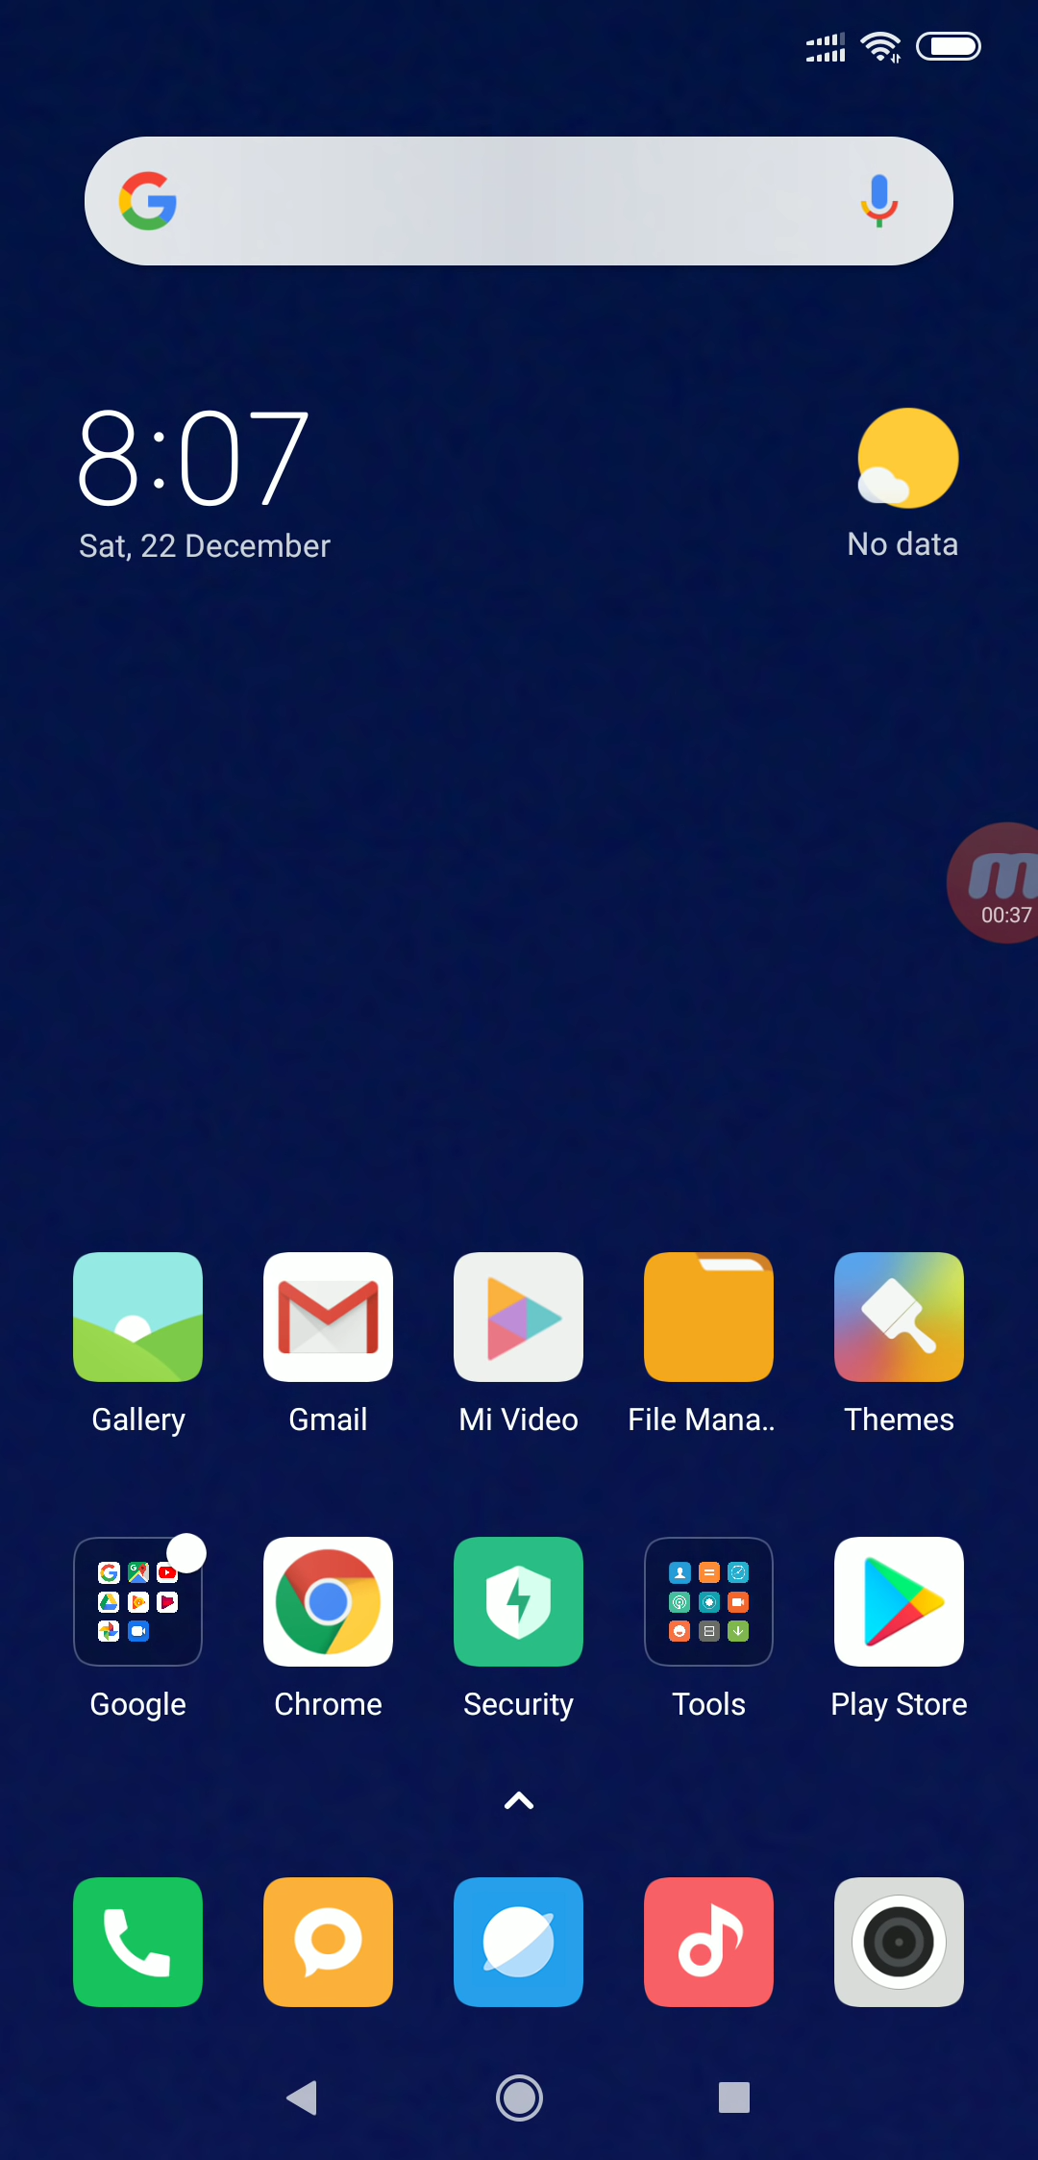 8:07
Sat, 22 December
No data
00:37
Gallery
Gmail
Mi Video
File Mana..
Themes
Google
Chrome
Security
Tools
Play Store